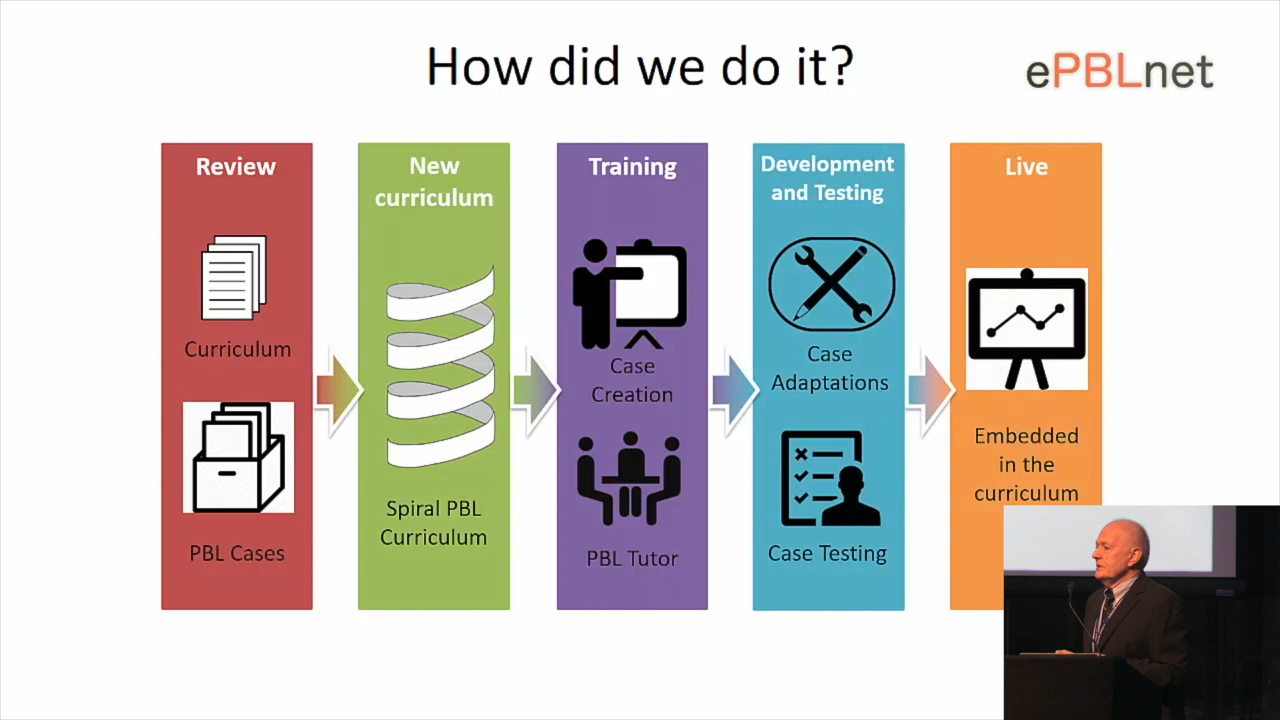 How did we do it?
ePBLnet
Review
Curriculum
PBL Cases
New
curriculum
Spiral PBL
Curriculum
Training
Case
Creation
PBL Tutor
Development
and Testing
Case
Adaptations
Case Testing
Live
Embedded
in the
curriculum